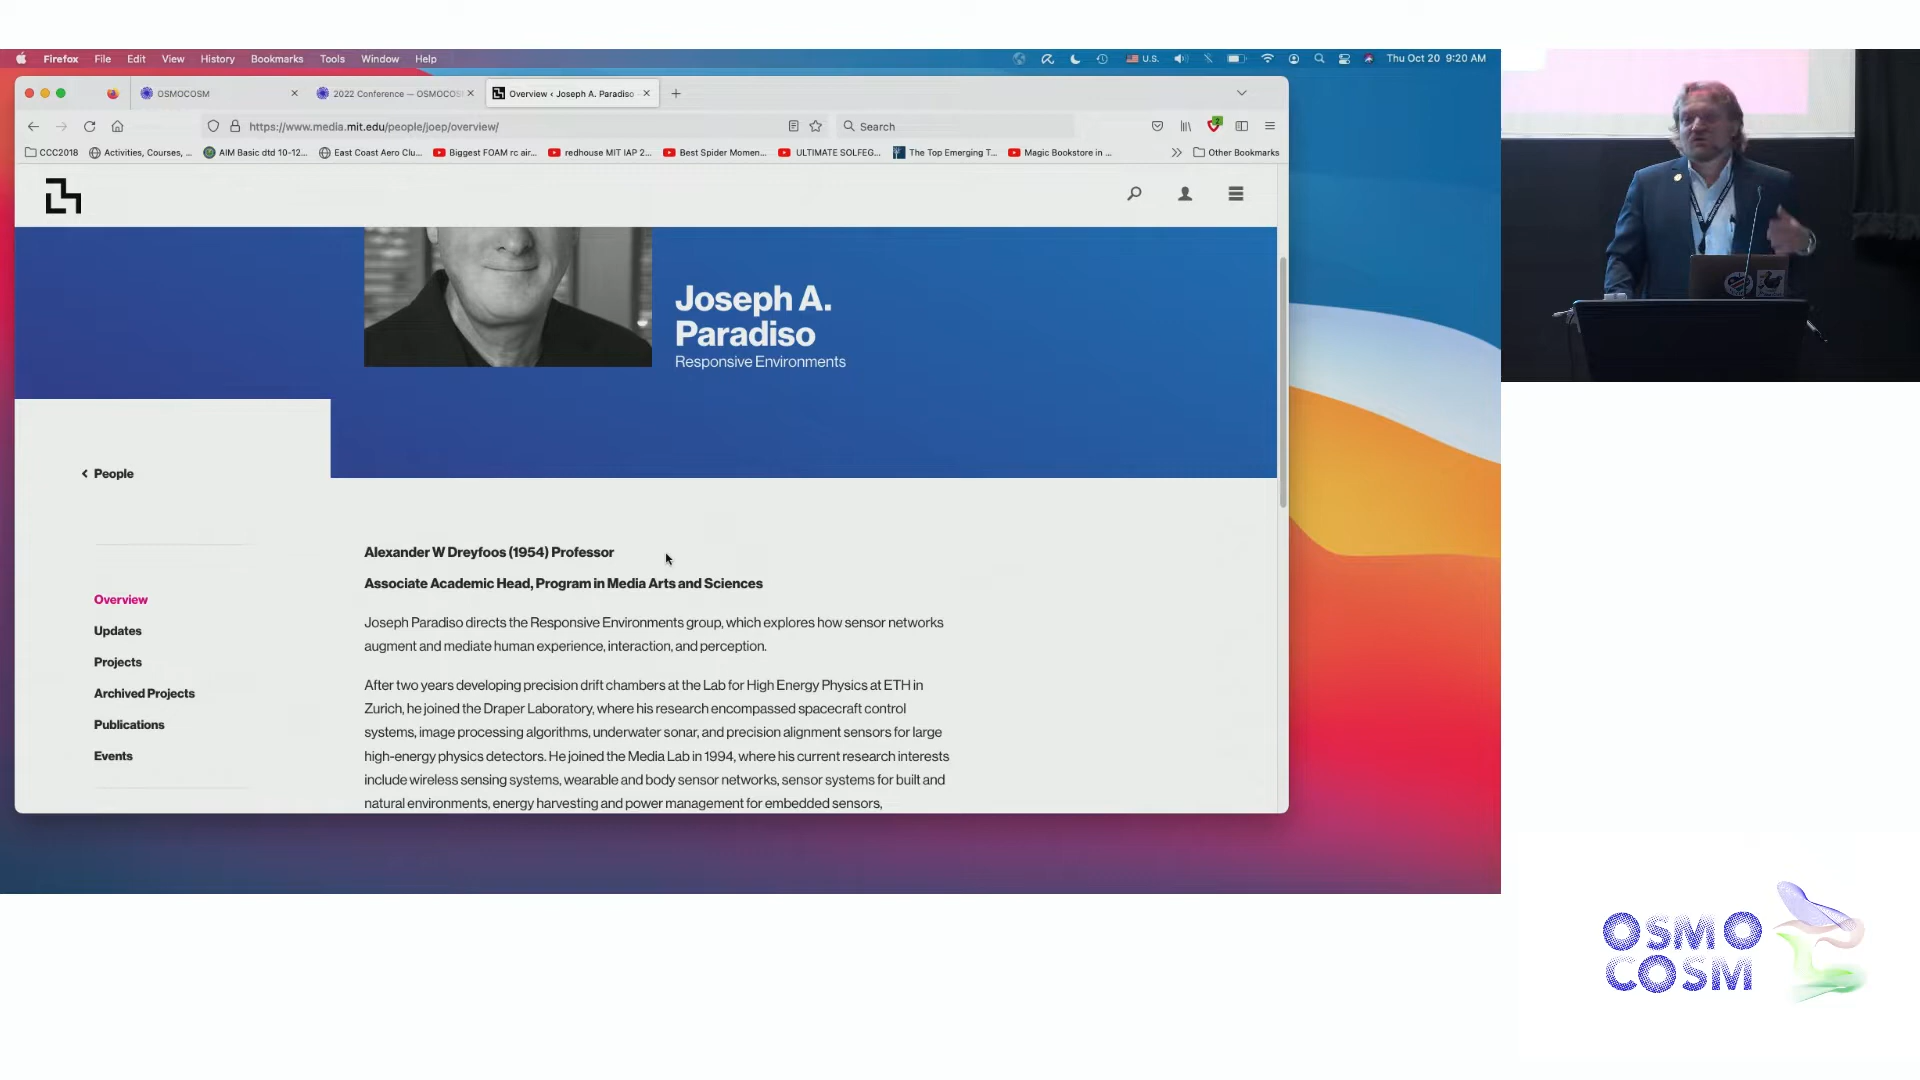 Firefox File Edit View History Bookmarks Tools Window Help
U.S.
Thu Oct 20 9:20 AM
OSMOCOSM
2022 Conference — OSMOCOS
Overview ‹ Joseph A. Paradiso
https://www.media.mit.edu/people/joep/overview/
Search
CCC2018
Activities, Courses, ...
AIM Basic dtd 10-12...
East Coast Aero Clu...
Biggest FOAM rc air...
redhouse MIT IAP 2...
Best Spider Momen...
ULTIMATE SOLFEG...
The Top Emerging T...
Magic Bookstore in ...
Other Bookmarks
Joseph A.
Paradiso
Responsive Environments
People
Overview
Updates
Projects
Archived Projects
Publications
Events
Alexander W Dreyfoos (1954) Professor
Associate Academic Head, Program in Media Arts and Sciences
Joseph Paradiso directs the Responsive Environments group, which explores how sensor networks
augment and mediate human experience, interaction, and perception.
After two years developing precision drift chambers at the Lab for High Energy Physics at ETH in
Zurich, he joined the Draper Laboratory, where his research encompassed spacecraft control
systems, image processing algorithms, underwater sonar, and precision alignment sensors for large
high-energy physics detectors. He joined the Media Lab in 1994, where his current research interests
include wireless sensing systems, wearable and body sensor networks, sensor systems for built and
natural environments, energy harvesting and power management for embedded sensors,
OSMO
COSM